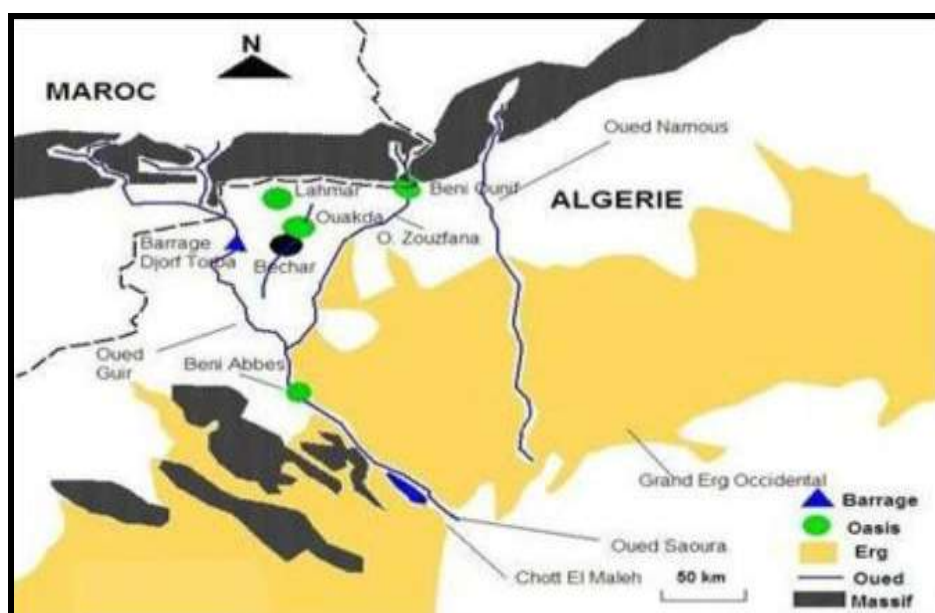 N
MAROC
Oued Namous
Lahmar
Beni Ounif
ALGERIE
Ouakda
O. Zouzfana
Barrage
Djorf Torba
Bechar
Oued
Guir
Beni Abbes
Grand Erg Occidental
Barrage
Oasis
Oued Saoura
Erg
Chott El Maleh
50 km
Oued
Massif